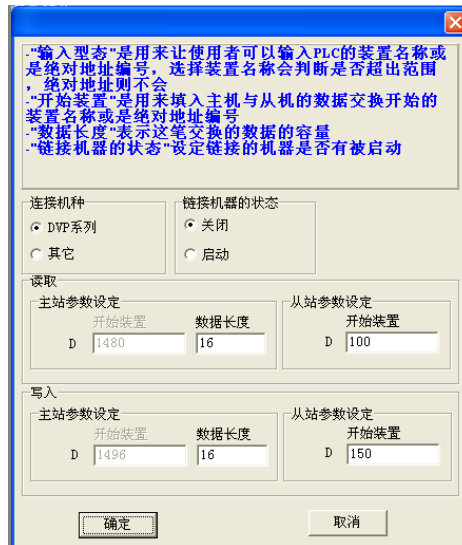 -"输入型态"是用来让使用者可以输入PLC的装置名称或
是绝对地址编号，选择装置名称会判断是否超出范围
，绝对地址则不会
-"开始装置"是用来填入主机与从机的数据交换开始的
装置名称或是绝对地址编号
-"数据长度"表示这笔交换的数据的容量
-"链接机器的状态"设定链接的机器是否有被启动
连接机种 链接机器的状态
DVP系列 关闭
其它 启动
读取
主站参数设定 从站参数设定
开始装置 数据长度 开始装置
D 1480 16 D 100
写入
主站参数设定 从站参数设定
开始装置 数据长度 开始装置
D 1496 16 D 150
确定 取消